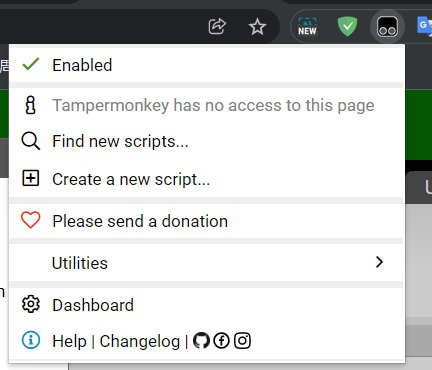 NEW
周
Enabled
Tampermonkey has no access to this page
Find new scripts...
Create a new script...
Please send a donation
Utilities
Dashboard
Help | Changelog |